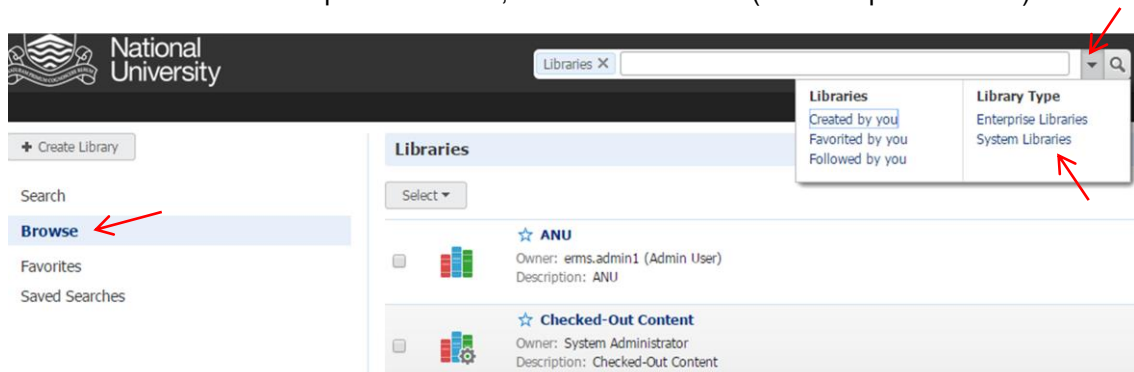 National
University
Libraries X
Libraries
Created by you
Favorited by you
Followed by you
Library Type
Enterprise Libraries
System Libraries
+ Create Library
Search
Browse
Favorites
Saved Searches
Libraries
Select
ANU
Owner: erms.admin1 (Admin User)
Description: ANU
Checked-Out Content
Owner: System Administrator
Description: Checked-Out Content